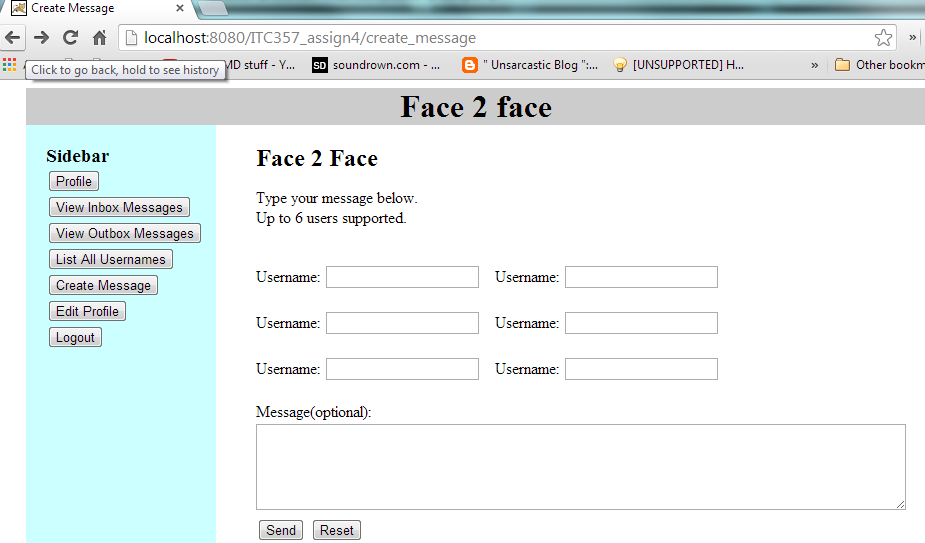 Create Message
localhost:8080/ITC357_assign4/create_message
MD stuff - Y... SD soundrown.com - ... " Unsarcastic Blog ":... [UNSUPPORTED] H... » Other bookm
Click to go back, hold to see history
Face 2 face
Sidebar
Profile
View Inbox Messages
View Outbox Messages
List All Usernames
Create Message
Edit Profile
Logout
Face 2 Face
Type your message below.
Up to 6 users supported.
Username: Username:
Username: Username:
Username: Username:
Message(optional):
Send Reset